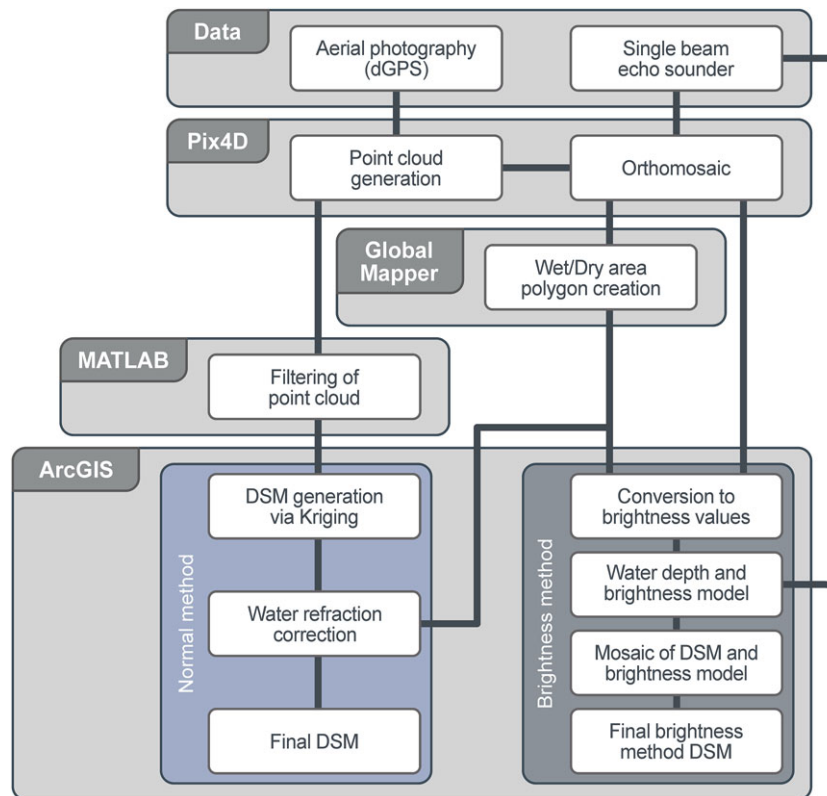 Data
Aerial photography
(dGPS)
Single beam
echo sounder
Pix4D
Point cloud
generation
Orthomosaic
Global
Mapper
Wet/Dry area
polygon creation
MATLAB
Filtering of
point cloud
ArcGIS
Normal method
DSM generation
via Kriging
Water refraction
correction
Final DSM
Brightness method
Conversion to
brightness values
Water depth and
brightness model
Mosaic of DSM and
brightness model
Final brightness
method DSM